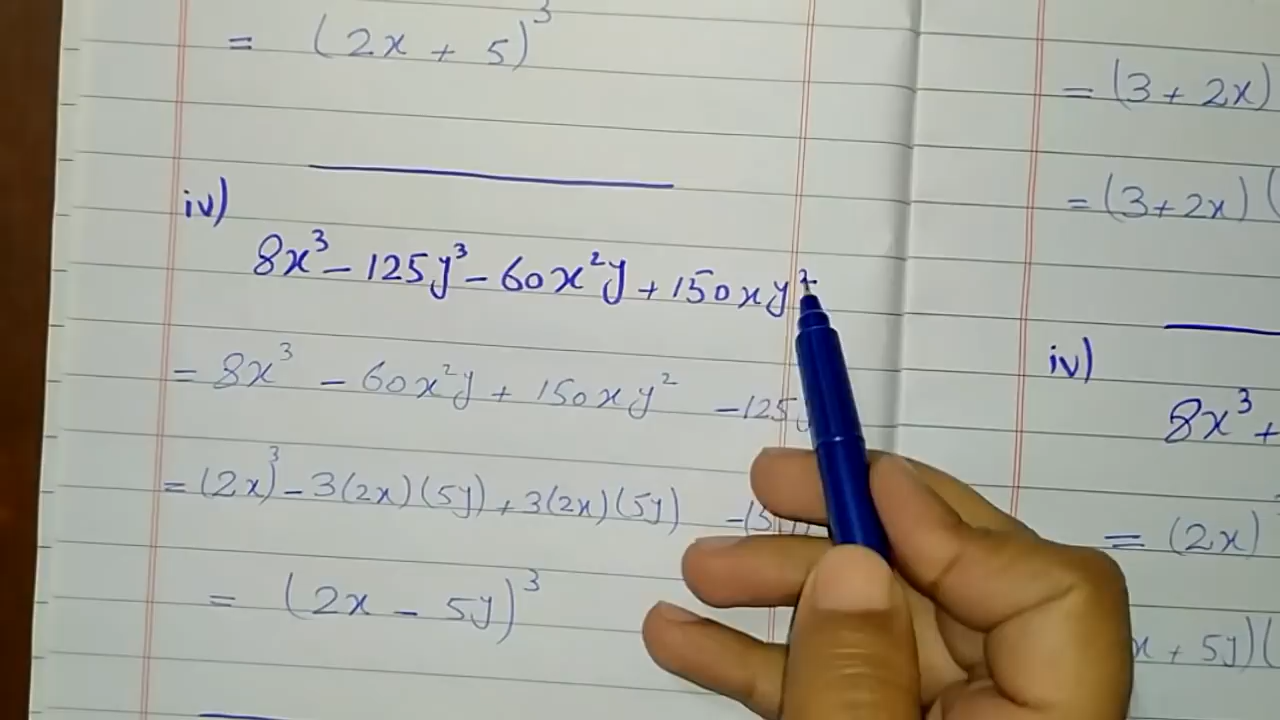 = (2x + 5)³
iv)
8x³ – 125y³ – 60x²y + 150xy²
= 8x³ – 60x²y + 150xy² – 125
= (2x)³ – 3(2x)(5y) + 3(2x)(5y) – (5
= (2x – 5y)³
= (3 + 2x)
= (3+2x) (
iv)
8x³ +
= (2x)
x + 5y) (